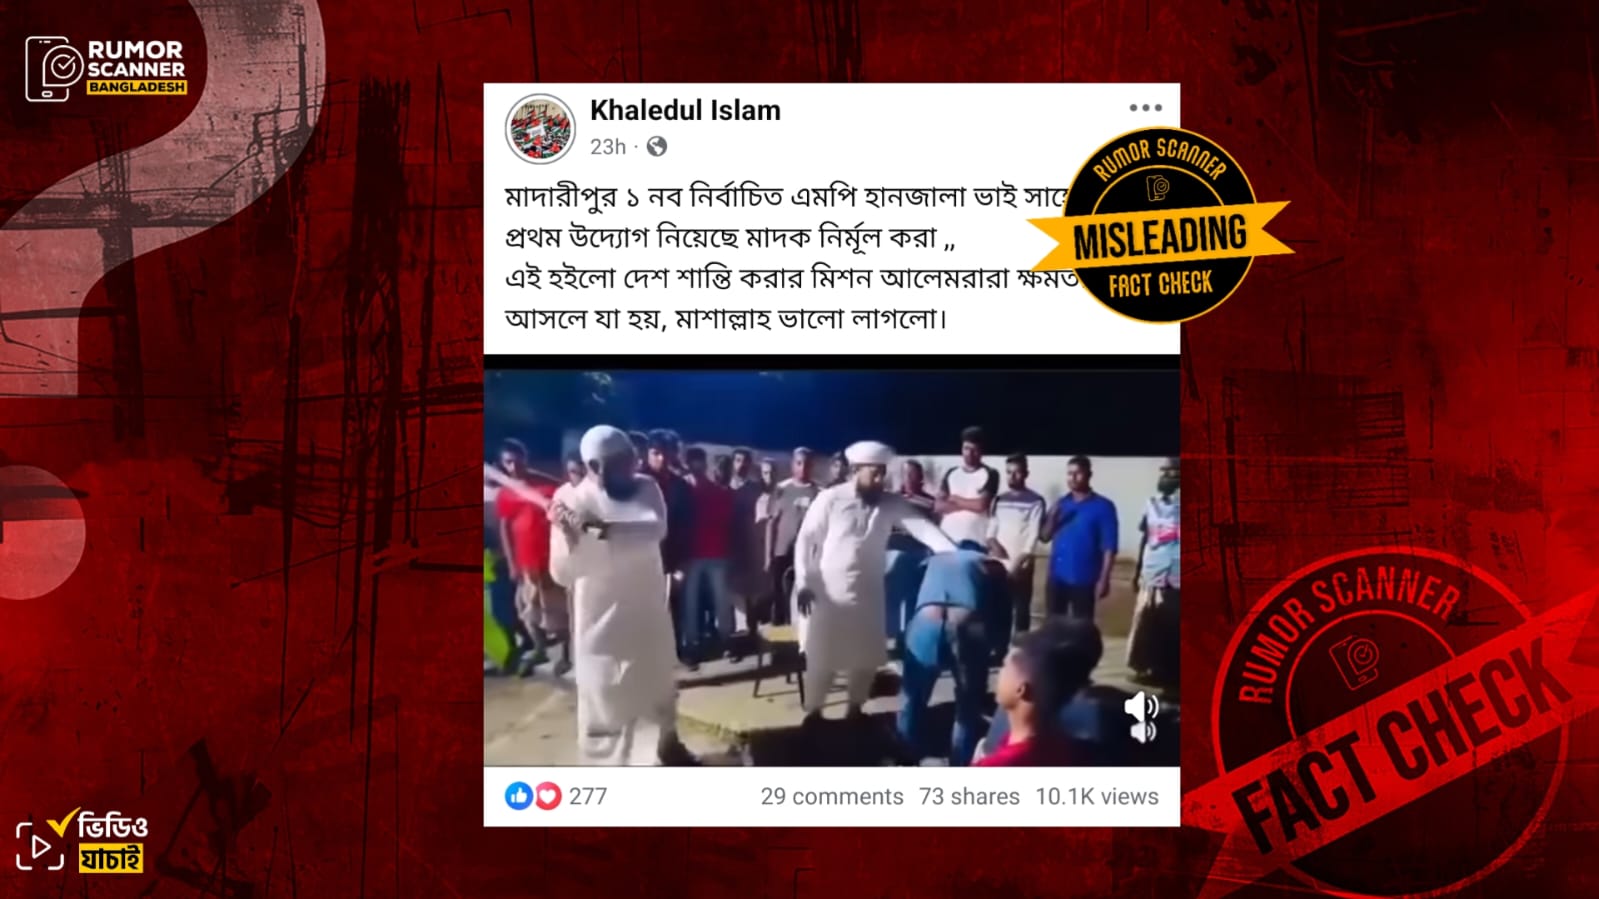 RUMOR
SCANNER
BANGLADESH
Khaledul Islam
23h ·
মাদারীপুর ১ নব নির্বাচিত এমপি হানজালা ভাই
প্রথম উদ্যোগ নিয়েছে মাদক নির্মূল করা ,,
এই হইলো দেশ শান্তি করার মিশন আলেমরারা
আসলে যা হয়, মাশাল্লাহ ভালো লাগলো।
RUMOR SCANNER
MISLEADING
FACT CHECK
277
29 comments 73 shares 10.1K views
RUMOR SCANNER
FACT CHECK
ভিডিও
যাচাই